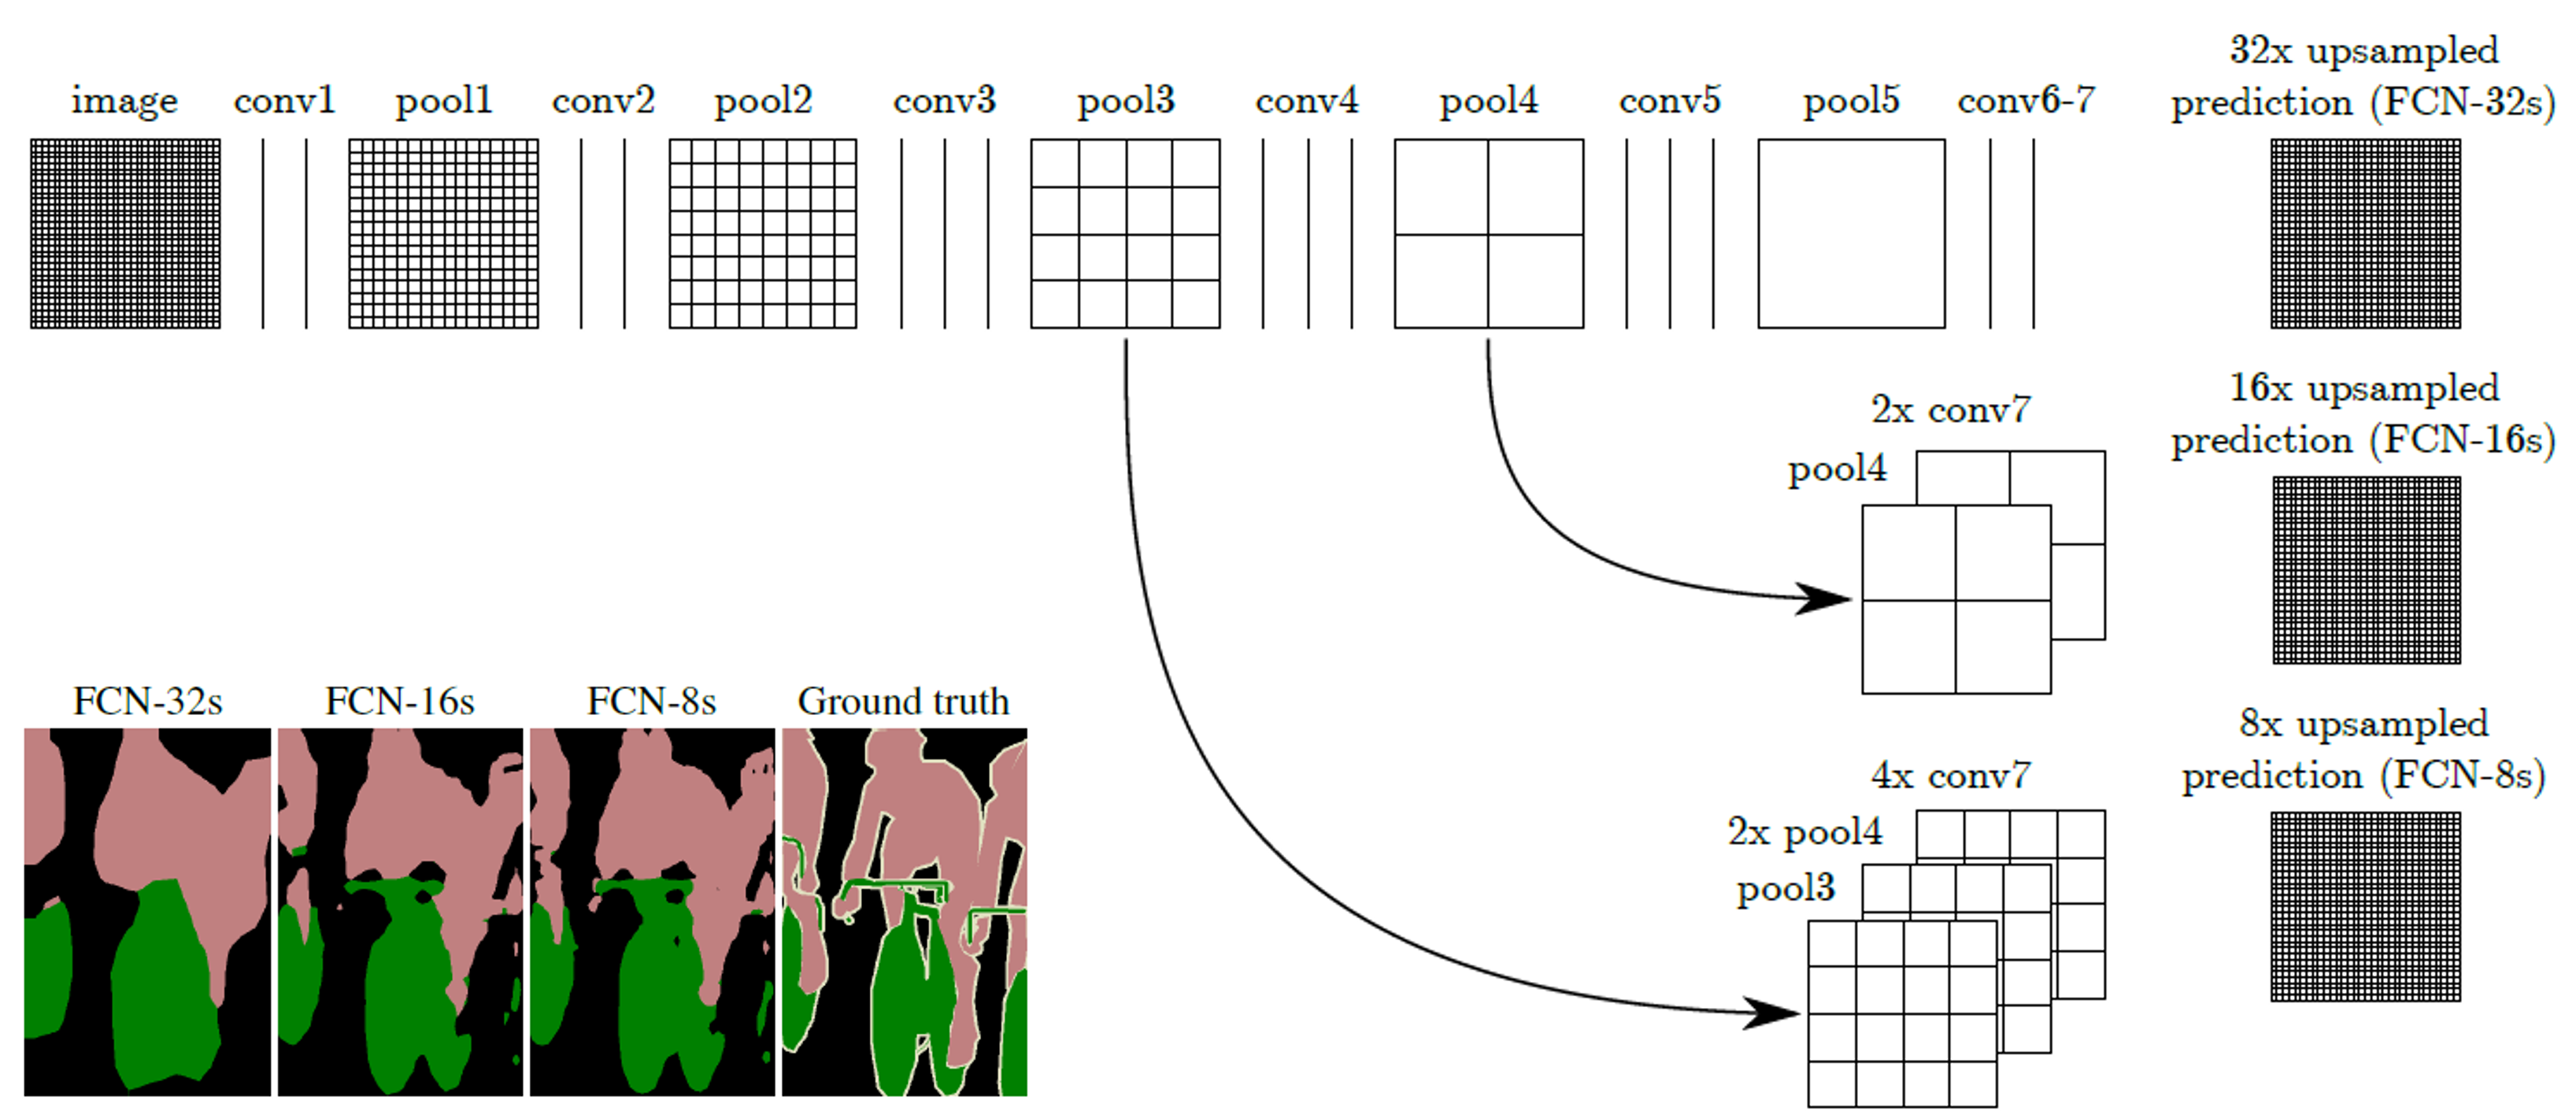 image
conv1
pool1
conv2
pool2
conv3
pool3
conv4
pool4
conv5
pool5
conv6-7
32x upsampled
prediction (FCN-32s)
2x conv7
pool4
16x upsampled
prediction (FCN-16s)
4x conv7
2x pool4
pool3
8x upsampled
prediction (FCN-8s)
FCN-32s
FCN-16s
FCN-8s
Ground truth